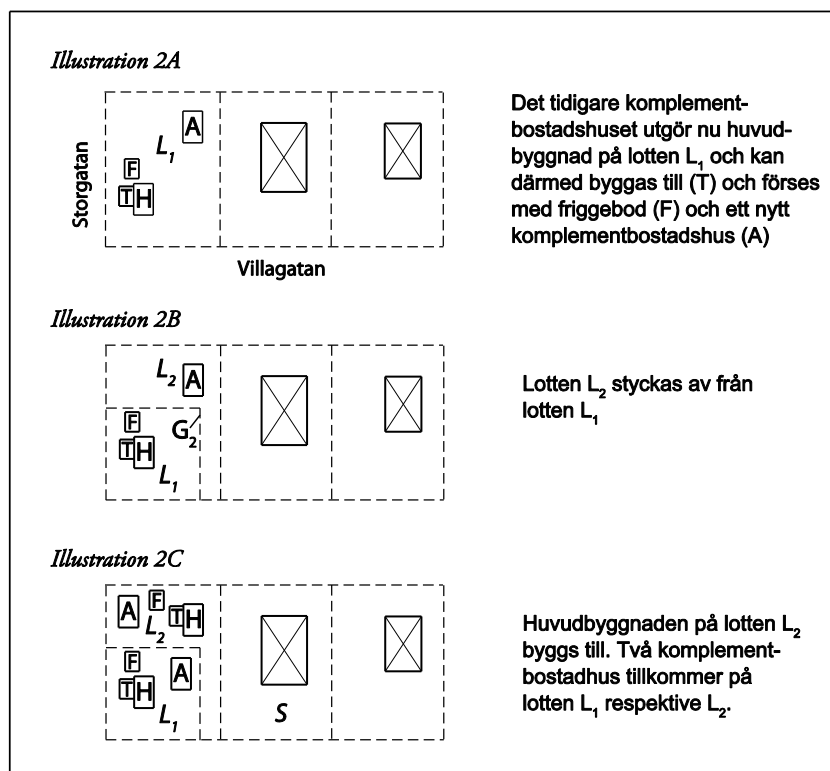 Illustration 2A
Storgatan
L₁
A
F
T H
Villagatan
Det tidigare komplement-
bostadshuset utgör nu huvud-
byggnad på lotten L₁ och kan
därmed byggas till (T) och förses
med friggebod (F) och ett nytt
komplementbostadshus (A)
Illustration 2B
L₂ A
F G₂
T H
L₁
Lotten L₂ styckas av från
lotten L₁
Illustration 2C
A F T H
L₂
F A
T H
L₁
S
Huvudbyggnaden på lotten L₂
byggs till. Två komplement-
bostadhus tillkommer på
lotten L₁ respektive L₂.